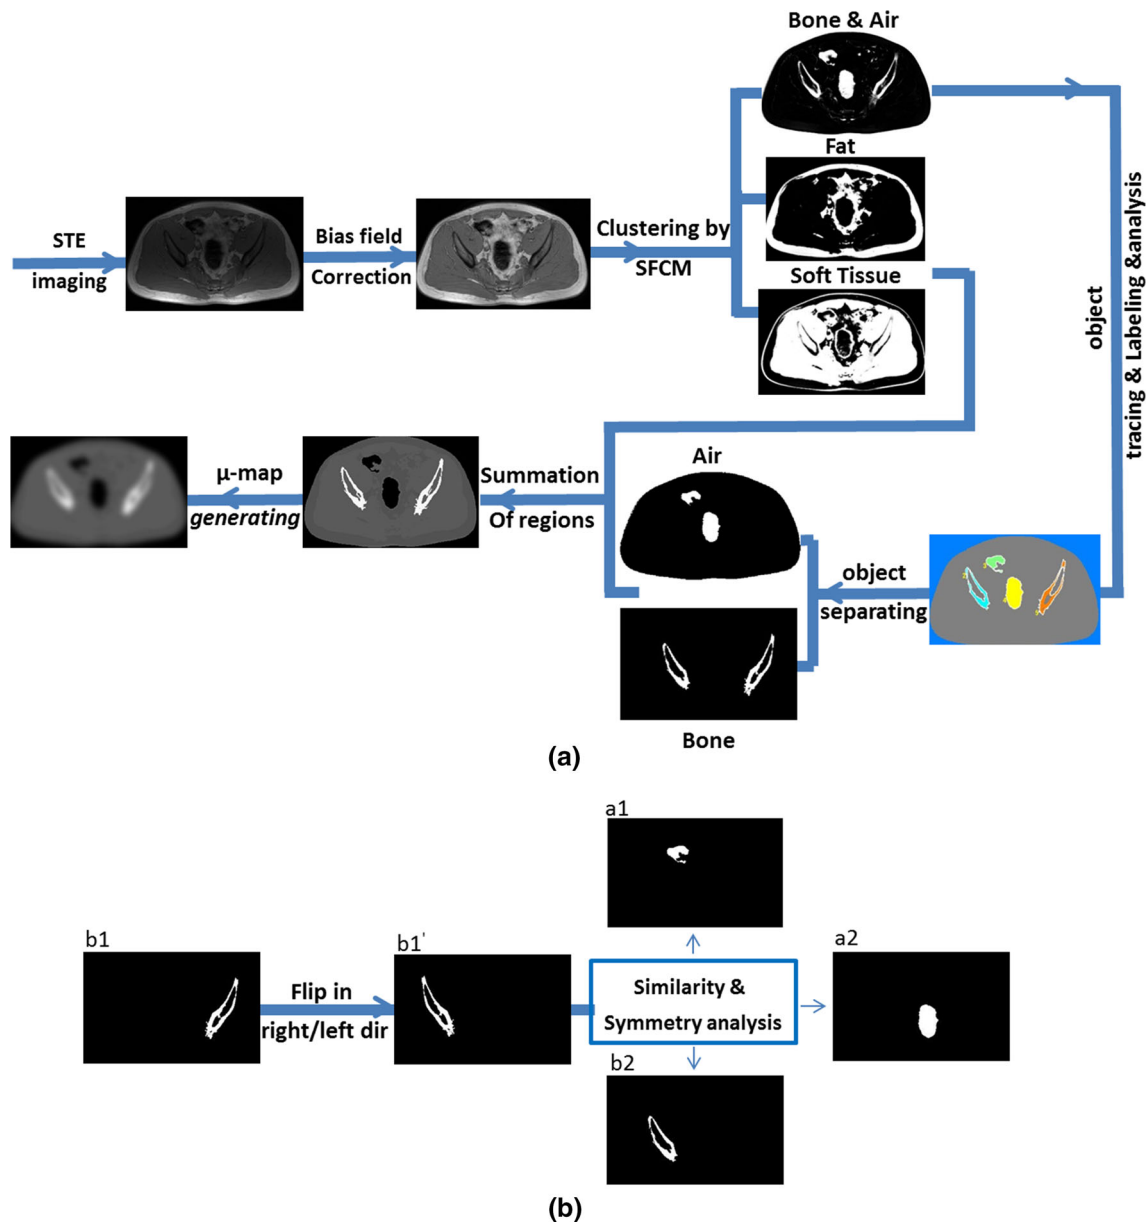 Bone & Air
Fat
STE
imaging
Bias field
Correction
Clustering by
SFCM
Soft Tissue
object
tracing & Labeling &analysis
μ-map
generating
Summation
Of regions
Air
object
separating
Bone
(a)
a1
b1
b1'
a2
Flip in
right/left dir
Similarity &
Symmetry analysis
b2
(b)